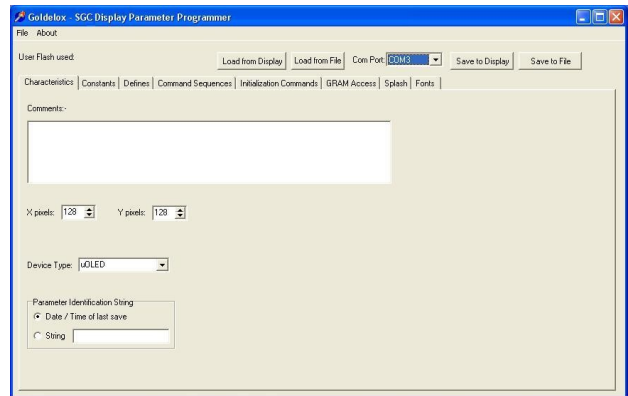 Goldelox - SGC Display Parameter Programmer
File About
User Flash used: Load from Display Load from File Com Port: COM3 Save to Display Save to File
Characteristics Constants Defines Command Sequences Initialization Commands GRAM Access Splash Fonts
Comments:-
X pixels: 128 Y pixels: 128
Device Type: uOLED
Parameter Identification String
Date / Time of last save
String